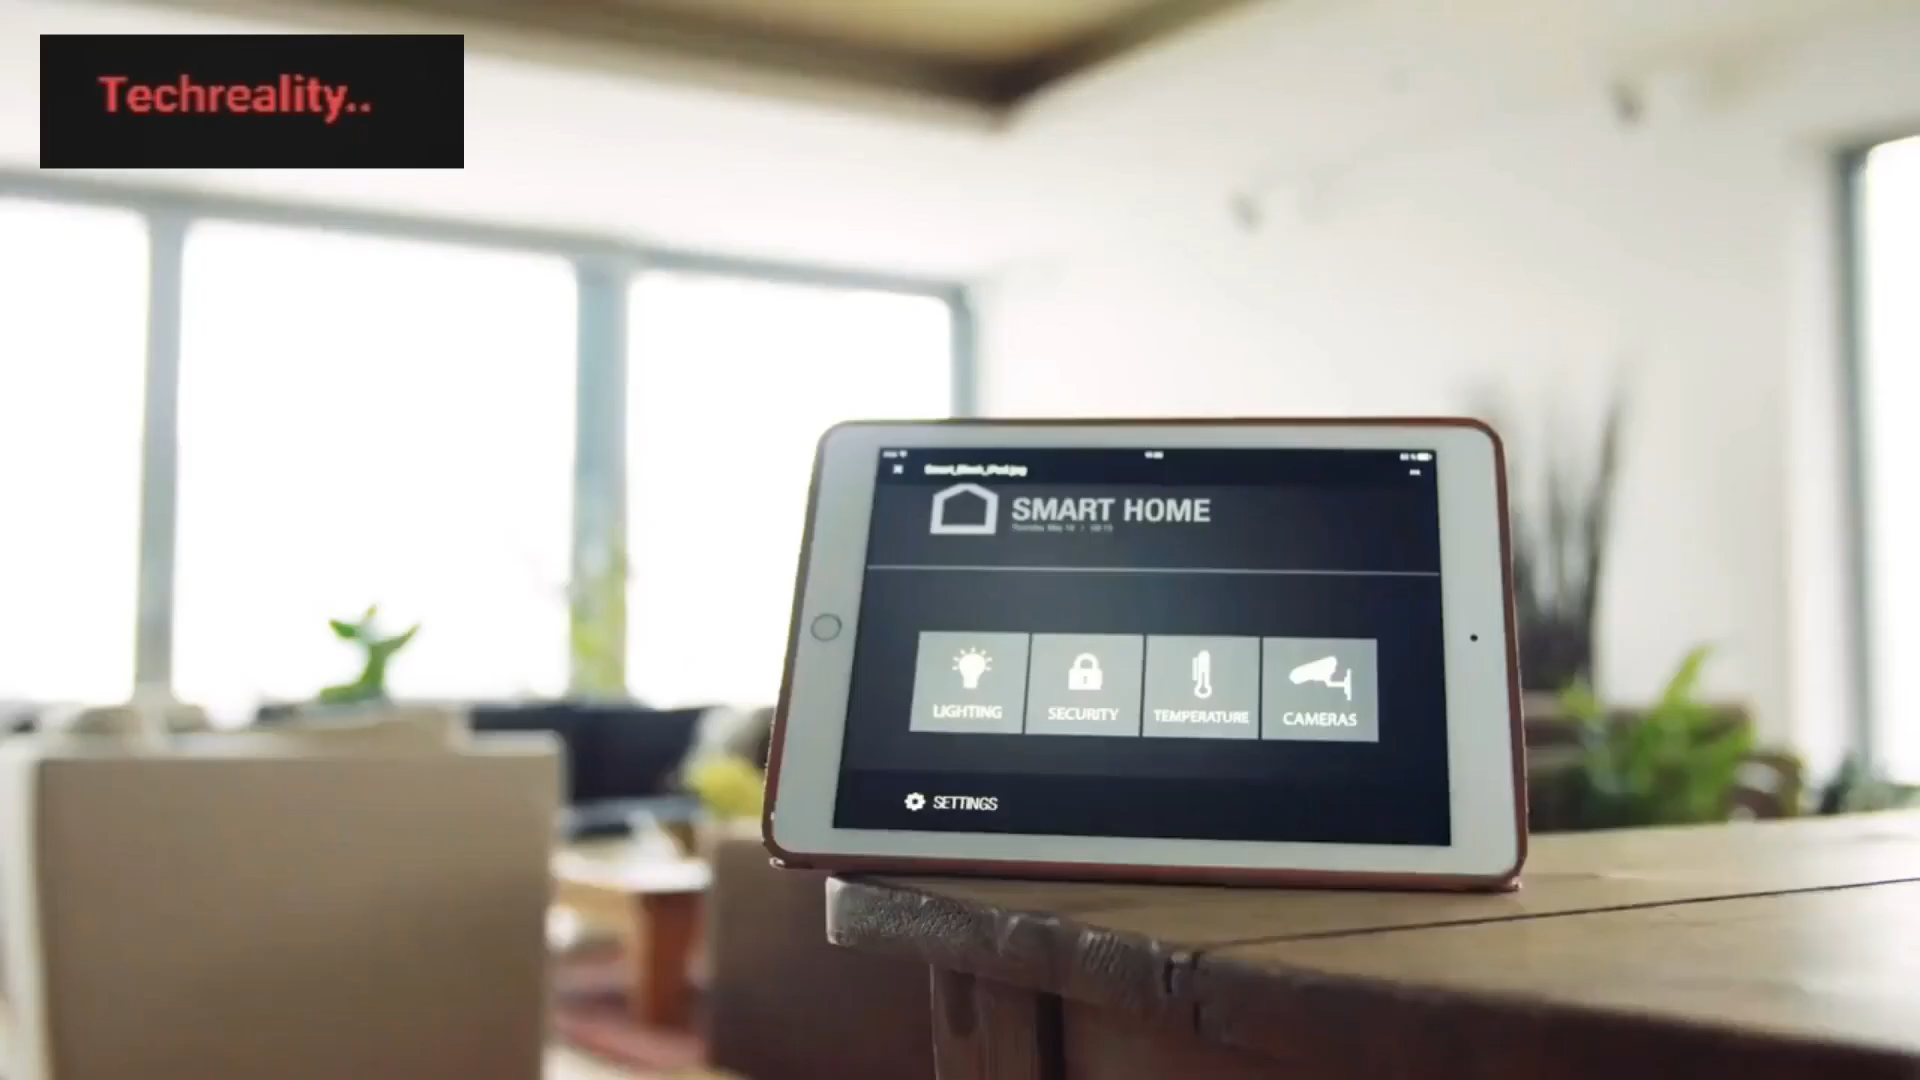 Techreality..
SMART HOME
LIGHTING
SECURITY
TEMPERATURE
CAMERAS
SETTINGS